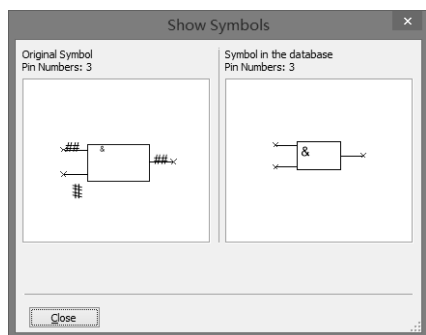 Show Symbols
×
Original Symbol
Pin Numbers: 3
Symbol in the database
Pin Numbers: 3
## & ##
##
&
Close